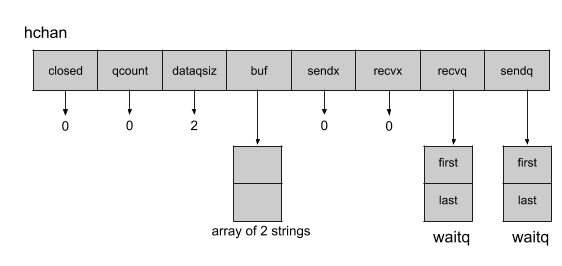 hchan
closed qcount dataqsiz buf sendx recvx recvq sendq
0 0 2 0 0
first first
last last
array of 2 strings
waitq waitq